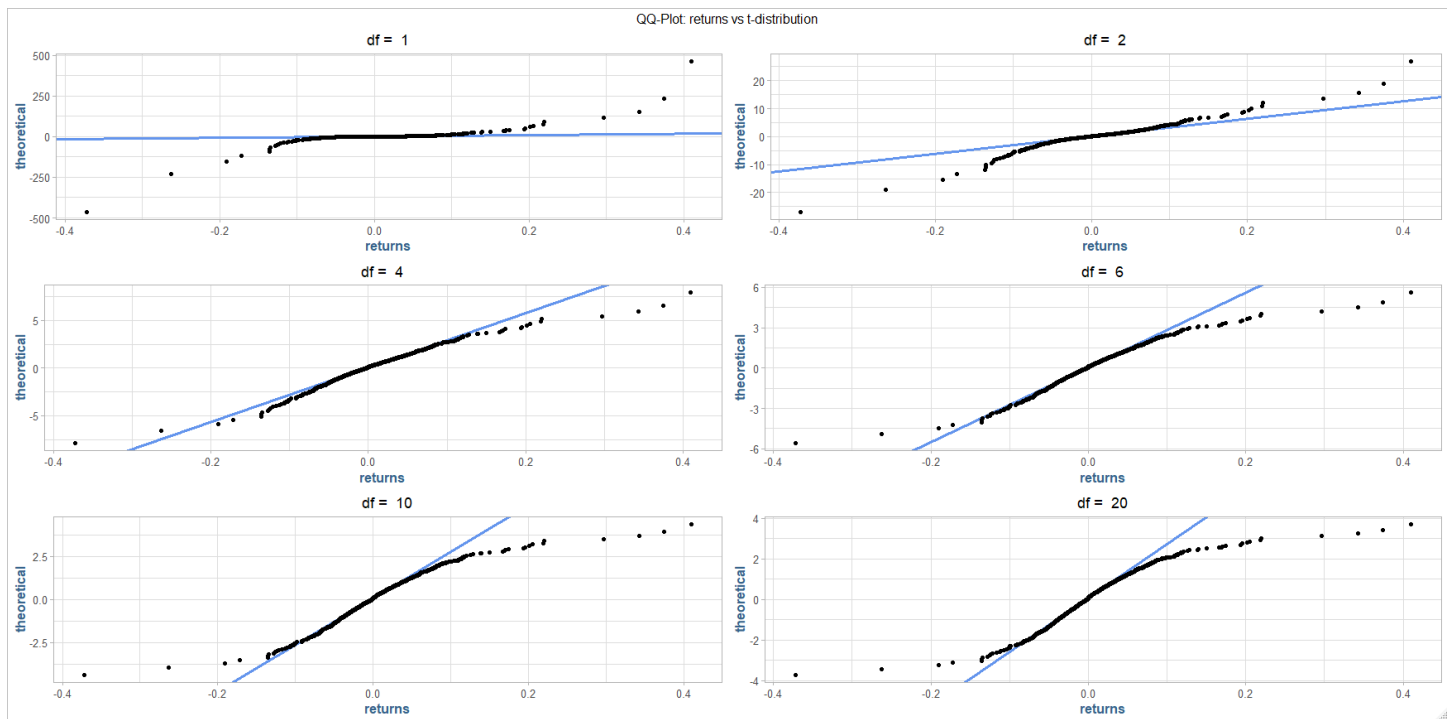 QQ-Plot: returns vs t-distribution
df = 1
df = 2
theoretical
500
250
0
-250
-500
-0.4 -0.2 0.0 0.2 0.4
returns
theoretical
20
10
0
-10
-20
-0.4 -0.2 0.0 0.2 0.4
returns
df = 4
df = 6
theoretical
5
0
-5
-0.4 -0.2 0.0 0.2 0.4
returns
theoretical
6
3
0
-3
-6
-0.4 -0.2 0.0 0.2 0.4
returns
df = 10
df = 20
theoretical
2.5
0.0
-2.5
-0.4 -0.2 0.0 0.2 0.4
returns
theoretical
4
2
0
-2
-4
-0.4 -0.2 0.0 0.2 0.4
returns